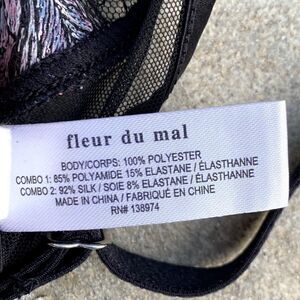 fleur du mal
BODY/CORPS: 100% POLYESTER
COMBO 1: 85% POLYAMIDE 15% ELASTANE / ÉLASTHANNE
COMBO 2: 92% SILK / SOIE 8% ELASTANE / ÉLASTHANNE
MADE IN CHINA / FABRIQUÉ EN CHINE
RN# 138974